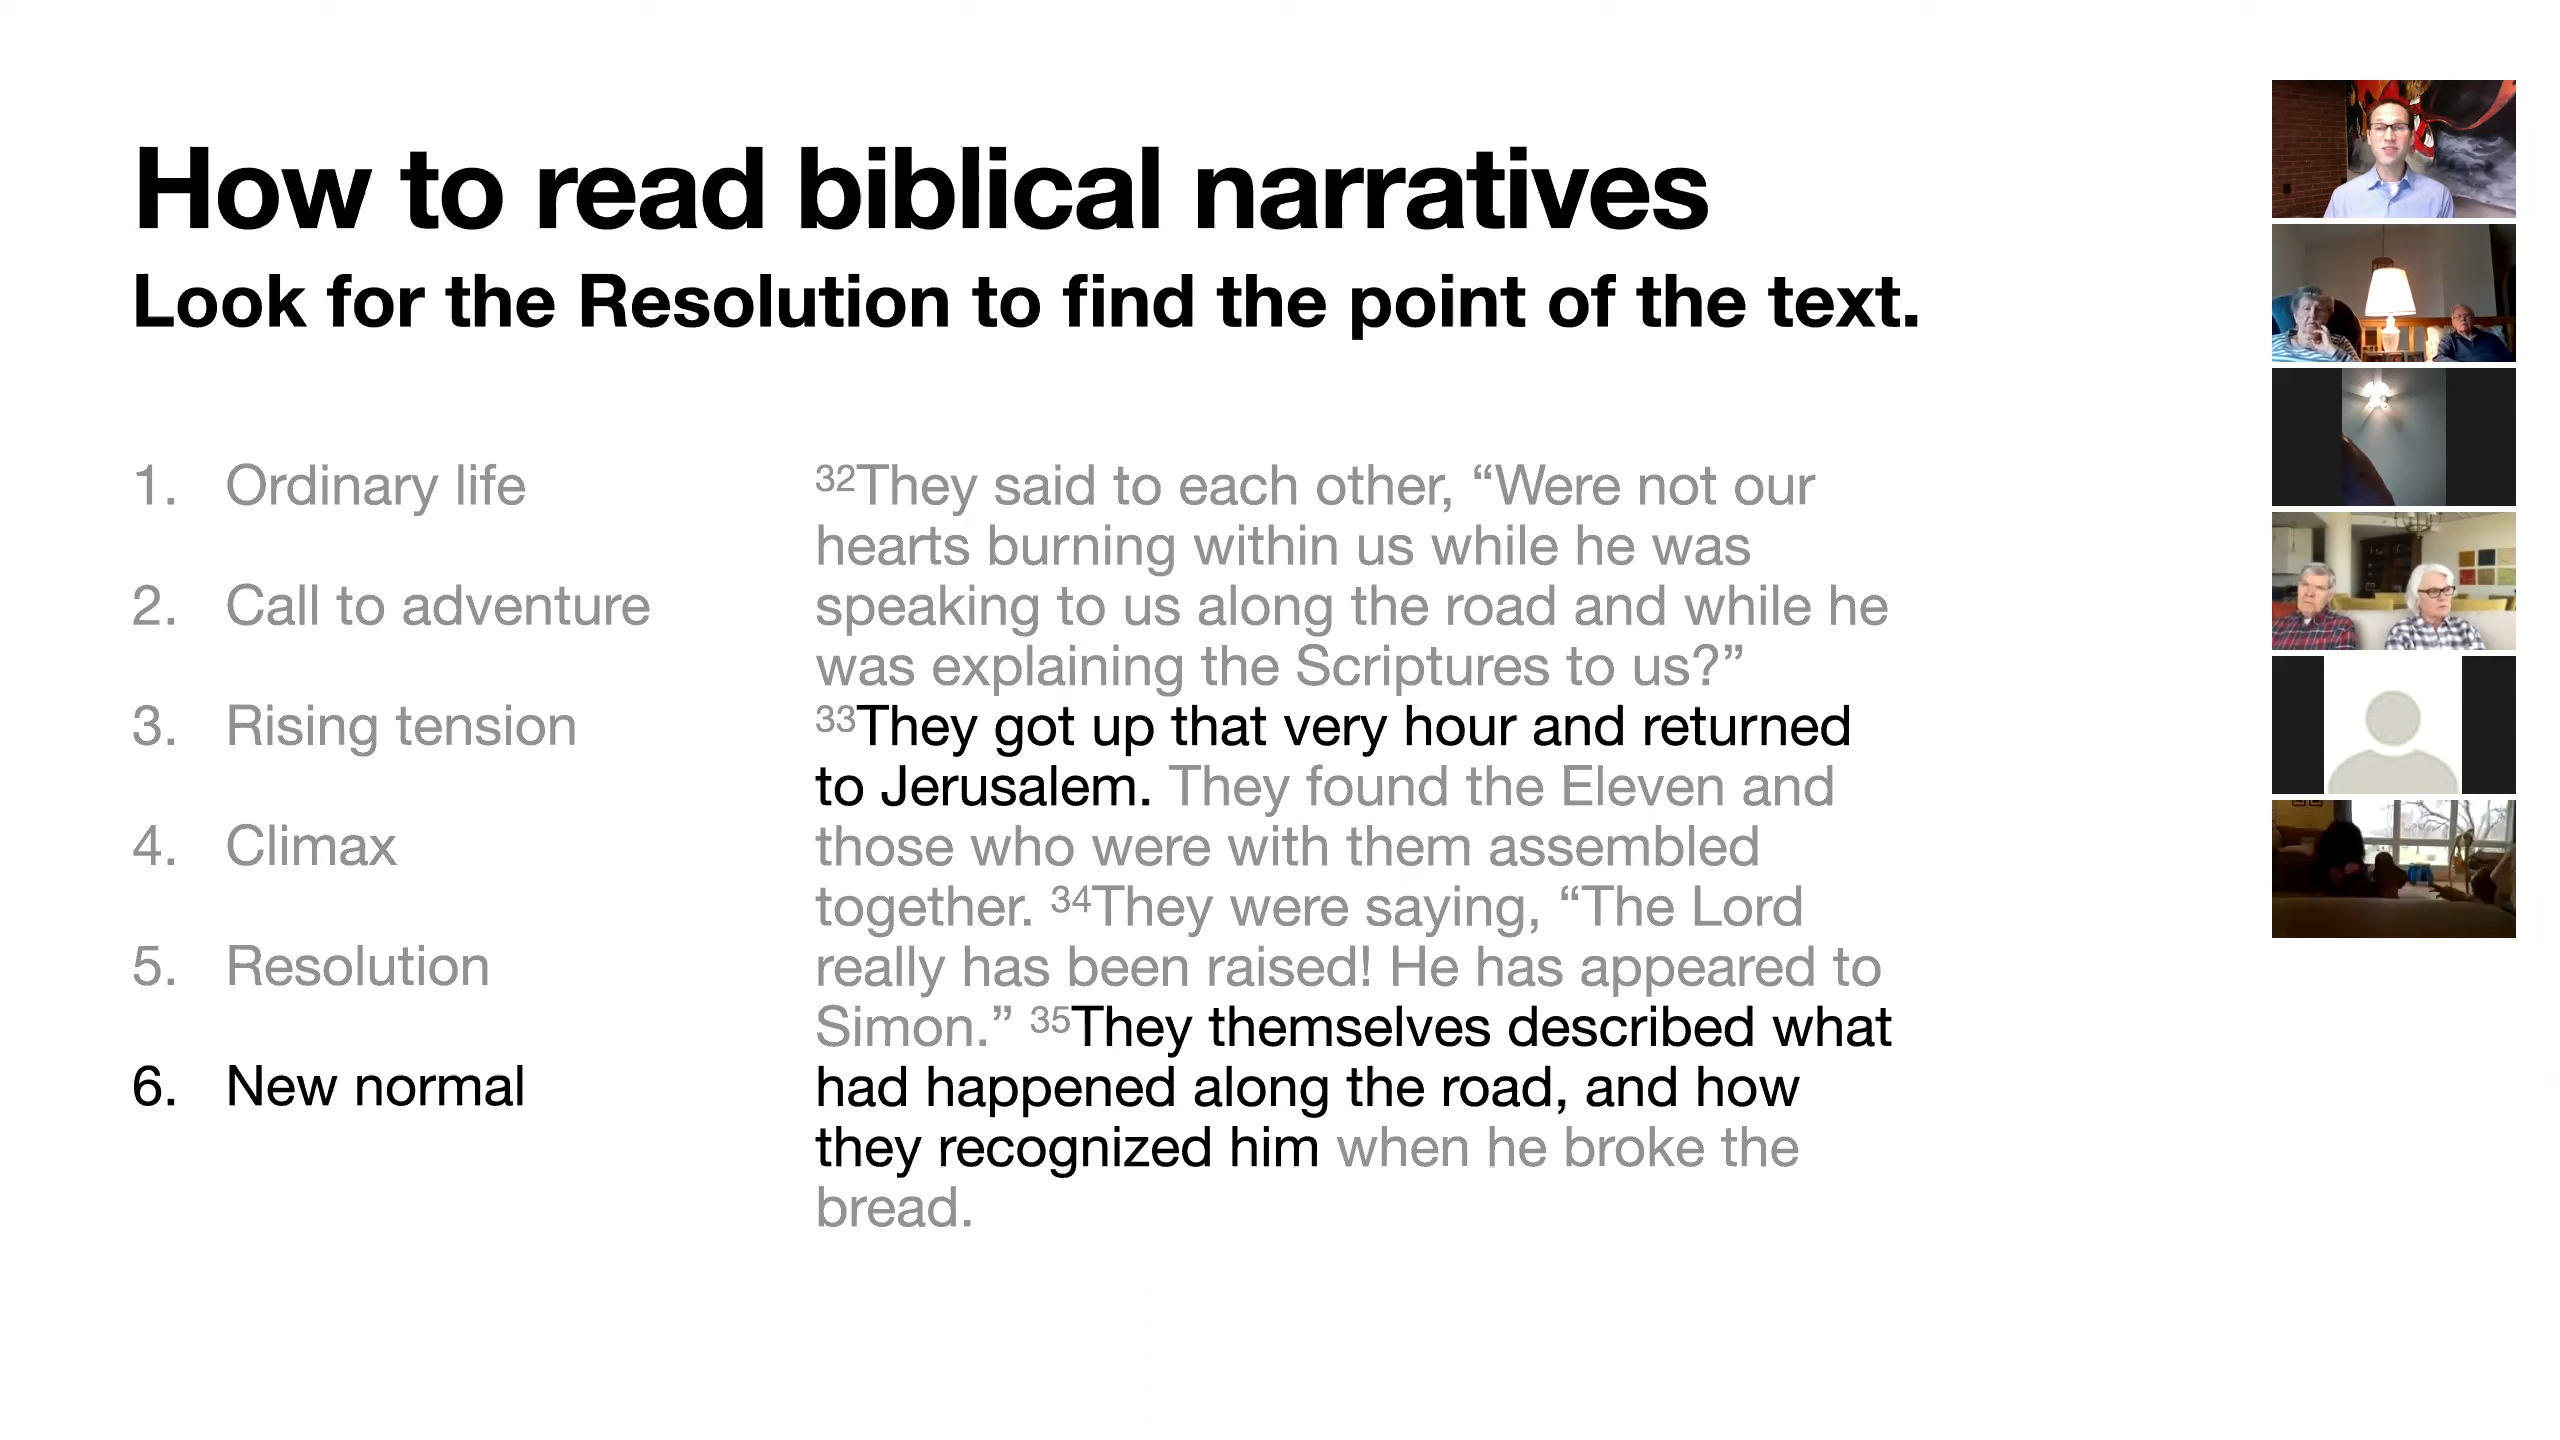 How to read biblical narratives
Look for the Resolution to find the point of the text.
1. Ordinary life
2. Call to adventure
3. Rising tension
4. Climax
5. Resolution
6. New normal
32They said to each other, “Were not our
hearts burning within us while he was
speaking to us along the road and while he
was explaining the Scriptures to us?”
33They got up that very hour and returned
to Jerusalem. They found the Eleven and
those who were with them assembled
together. 34They were saying, “The Lord
really has been raised! He has appeared to
Simon.” 35They themselves described what
had happened along the road, and how
they recognized him when he broke the
bread.